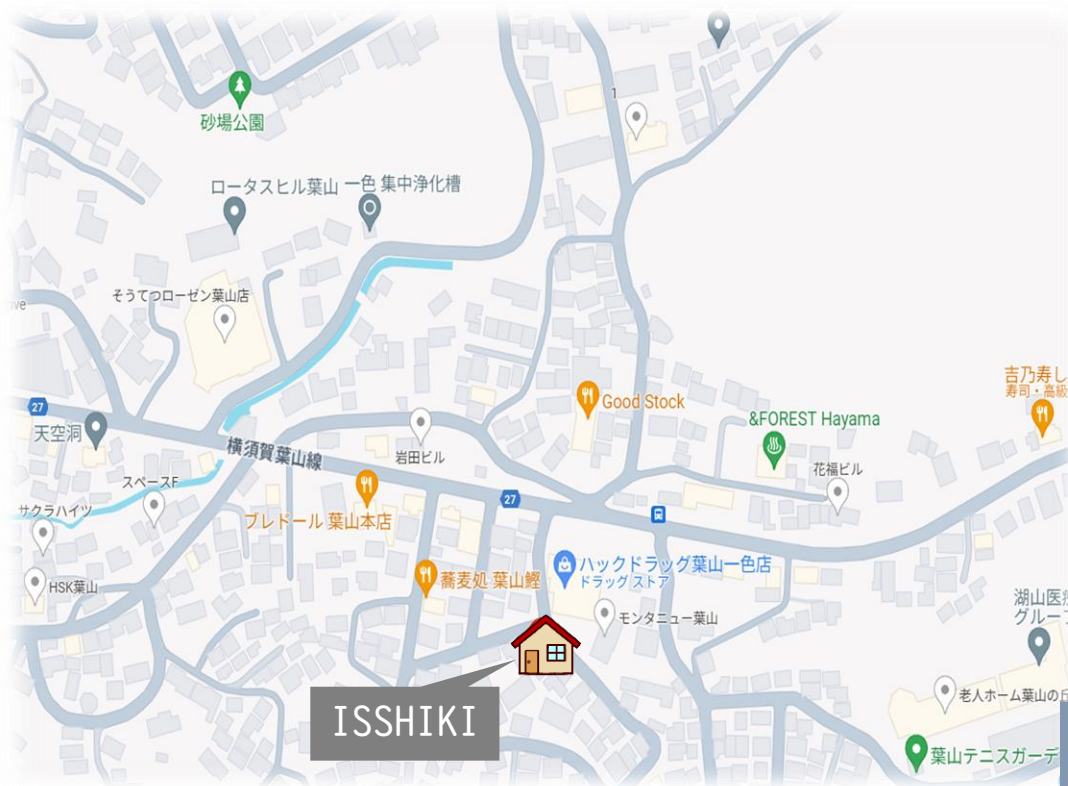 1
砂場公園
ロータスヒル葉山
一色 集中浄化槽
そうてつローゼン葉山店
ve
27
天空洞
横須賀葉山線
岩田ビル
Good Stock
&FOREST Hayama
吉乃寿し
寿司・高級
花福ビル
スペースF
サクラハイツ
ブレドール 葉山本店
27
HSK葉山
蕎麦処 葉山鰹
ハックドラッグ葉山一色店
ドラッグ ストア
モンタニュー葉山
湖山医療
グループ
老人ホーム葉山の丘
葉山テニスガーデ
ISSHIKI